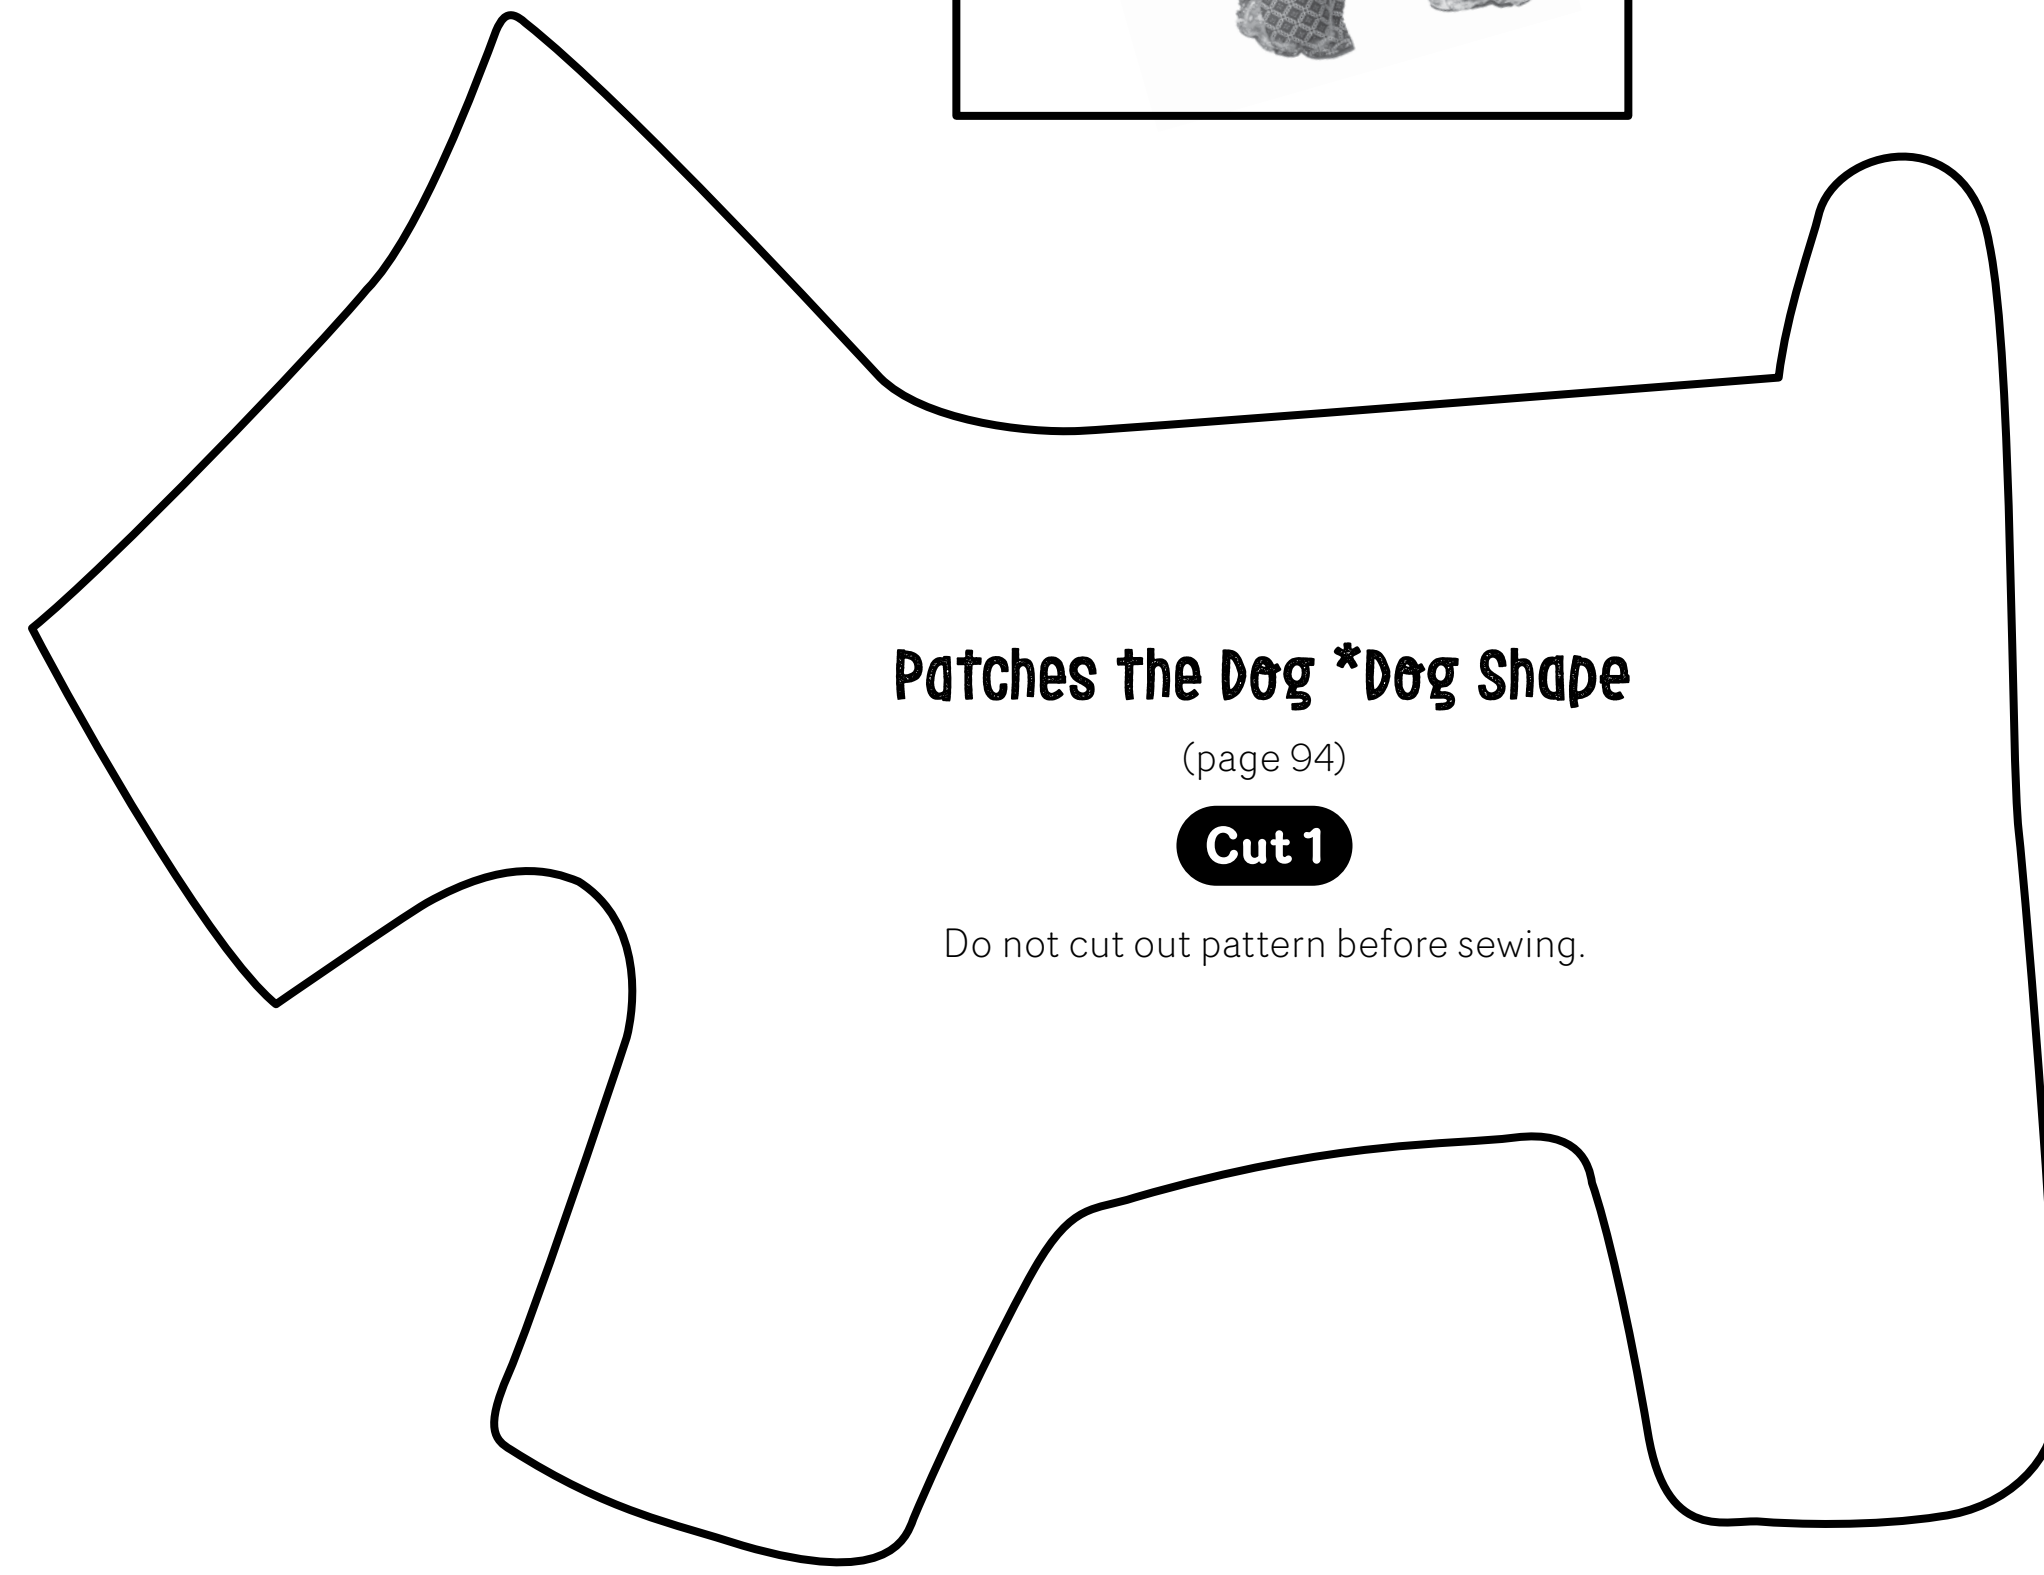 Patches the Dog *Dog Shape
(page 94)
Cut 1
Do not cut out pattern before sewing.